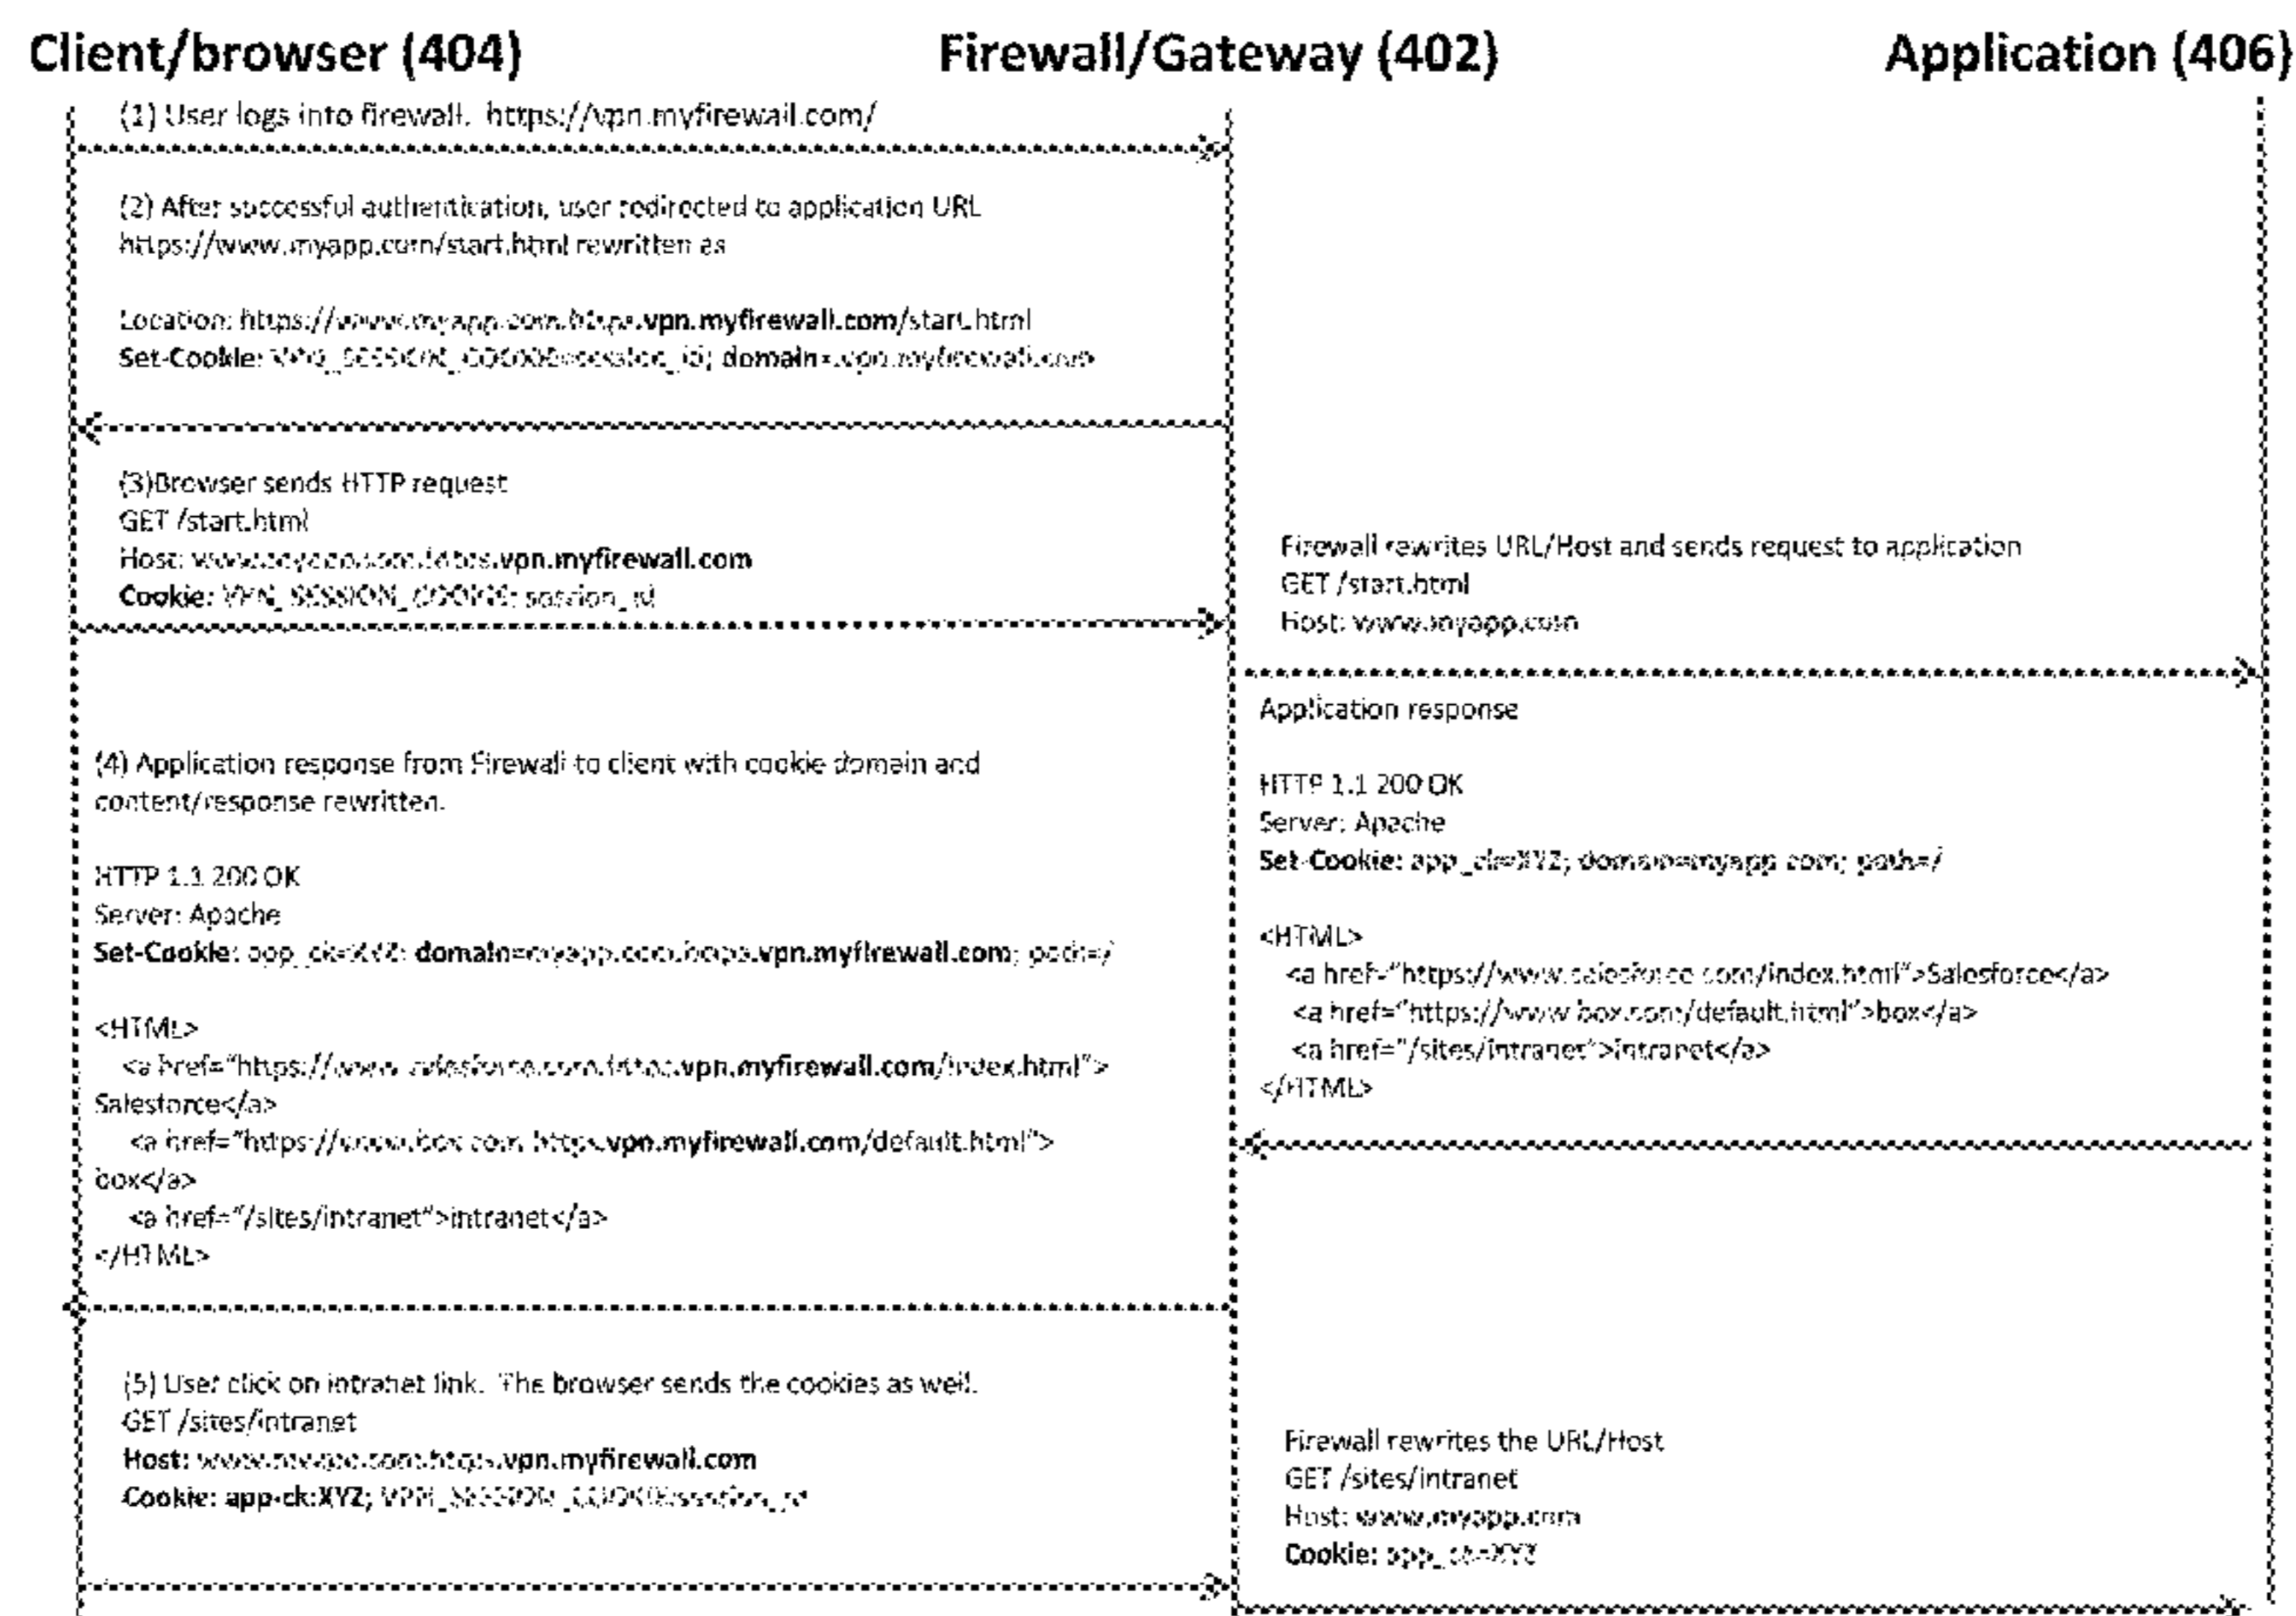 Client/browser (404)
Firewall/Gateway (402)
Application (406)
(1) User logs into firewall. https://vpn.myfirewall.com/
(2) After successful authentication, user redirected to application URL
https://www.myapp.com/start.html rewritten as
Location: https://www.myapp.com.https.vpn.myfirewall.com/start.html
Set-Cookie: VPN_SESSION_COOKIE=session_id; domain=.vpn.myfirewall.com
(3)Browser sends HTTP request
GET /start.html
Host: www.myapp.com.https.vpn.myfirewall.com
Cookie: VPN_SESSION_COOKIE: session_id
Firewall rewrites URL/Host and sends request to application
GET /start.html
Host: www.myapp.com
Application response
HTTP 1.1 200 OK
Server: Apache
Set-Cookie: app_ck=XYZ; domain=myapp.com; path=/
<HTML>
<a href="https://www.salesforce.com/index.html">Salesforce</a>
<a href="https://www.box.com/default.html">box</a>
<a href="/sites/intranet">intranet</a>
</HTML>
(4) Application response from Firewall to client with cookie domain and
content/response rewritten.
HTTP 1.1 200 OK
Server: Apache
Set-Cookie: app_ck=XYZ; domain=myapp.com.https.vpn.myfirewall.com; path=/
<HTML>
<a href="https://www.salesforce.com.https.vpn.myfirewall.com/index.html">
Salesforce</a>
<a href="https://www.box.com.https.vpn.myfirewall.com/default.html">
box</a>
<a href="/sites/intranet">intranet</a>
</HTML>
(5) User click on intranet link. The browser sends the cookies as well.
GET /sites/intranet
Host: www.myapp.com.https.vpn.myfirewall.com
Cookie: app-ck:XYZ; VPN_SESSION_COOKIE:session_id
Firewall rewrites the URL/Host
GET /sites/intranet
Host: www.myapp.com
Cookie: app_ck=XYZ